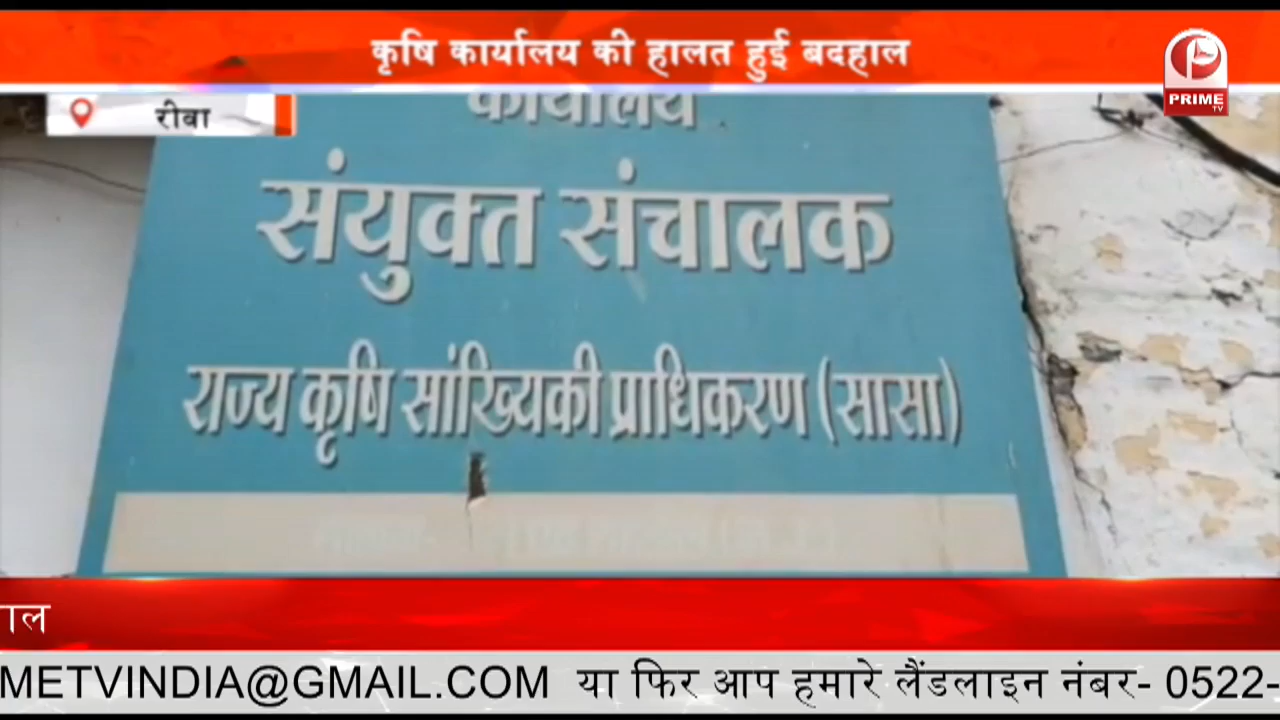 कृषि कार्यालय की हालत हुई बदहाल
PRIME
TV
रीवा
कार्यालय
संयुक्त संचालक
राज्य कृषि सांख्यिकी प्राधिकरण (सासा)
ाल
METVINDIA@GMAIL.COM या फिर आप हमारे लैंडलाइन नंबर- 0522-